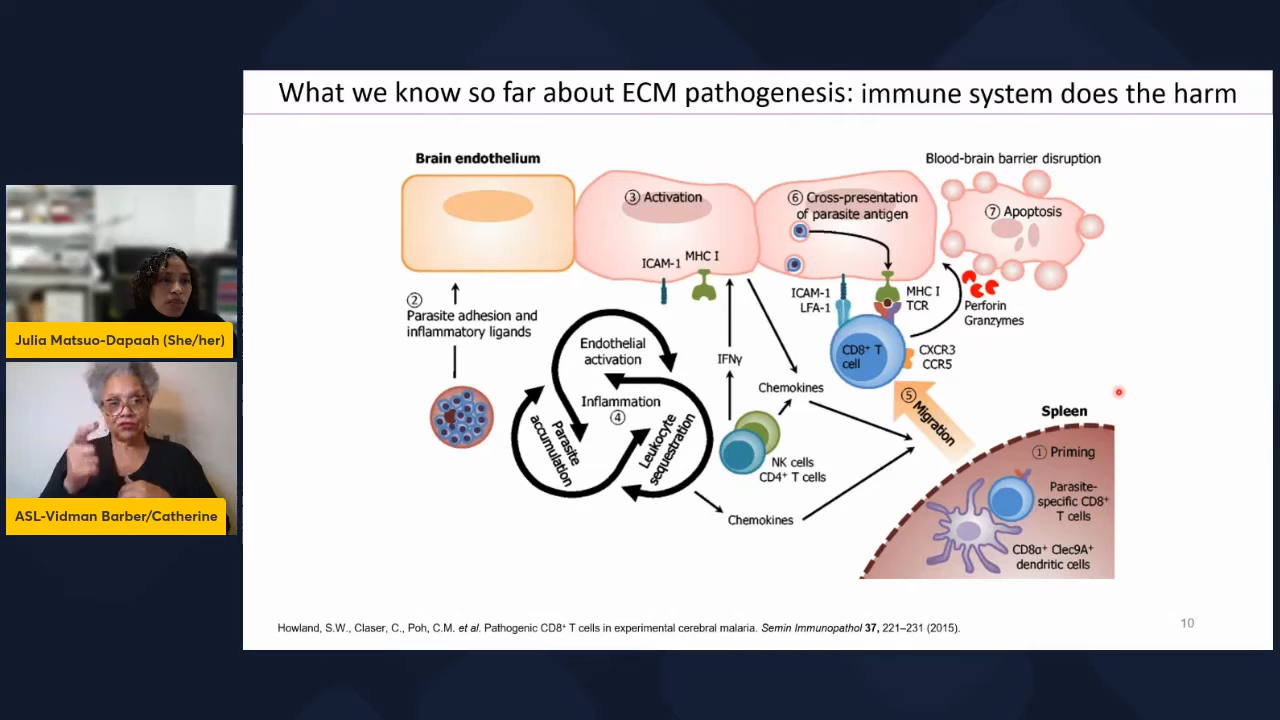 What we know so far about ECM pathogenesis: immune system does the harm
Brain endothelium
Blood-brain barrier disruption
③ Activation
⑥ Cross-presentation
of parasite antigen
⑦ Apoptosis
ICAM-1
MHC I
②
Parasite adhesion and
inflammatory ligands
ICAM-1
LFA-1
MHC I
TCR
Perforin
Granzymes
Endothelial
activation
Inflammation
④
Parasite
accumulation
Leukocyte
sequestration
IFNγ
Chemokines
CD8⁺ T
cell
CXCR3
CCR5
⑤ Migration
NK cells
CD4⁺ T cells
Chemokines
Spleen
① Priming
Parasite-
specific CD8⁺
T cells
CD8α⁺ Clec9A⁺
dendritic cells
Howland, S.W., Claser, C., Poh, C.M. et al. Pathogenic CD8⁺ T cells in experimental cerebral malaria. Semin Immunopathol 37, 221–231 (2015).
10
Julia Matsuo-Dapaah (She/her)
ASL-Vidman Barber/Catherine